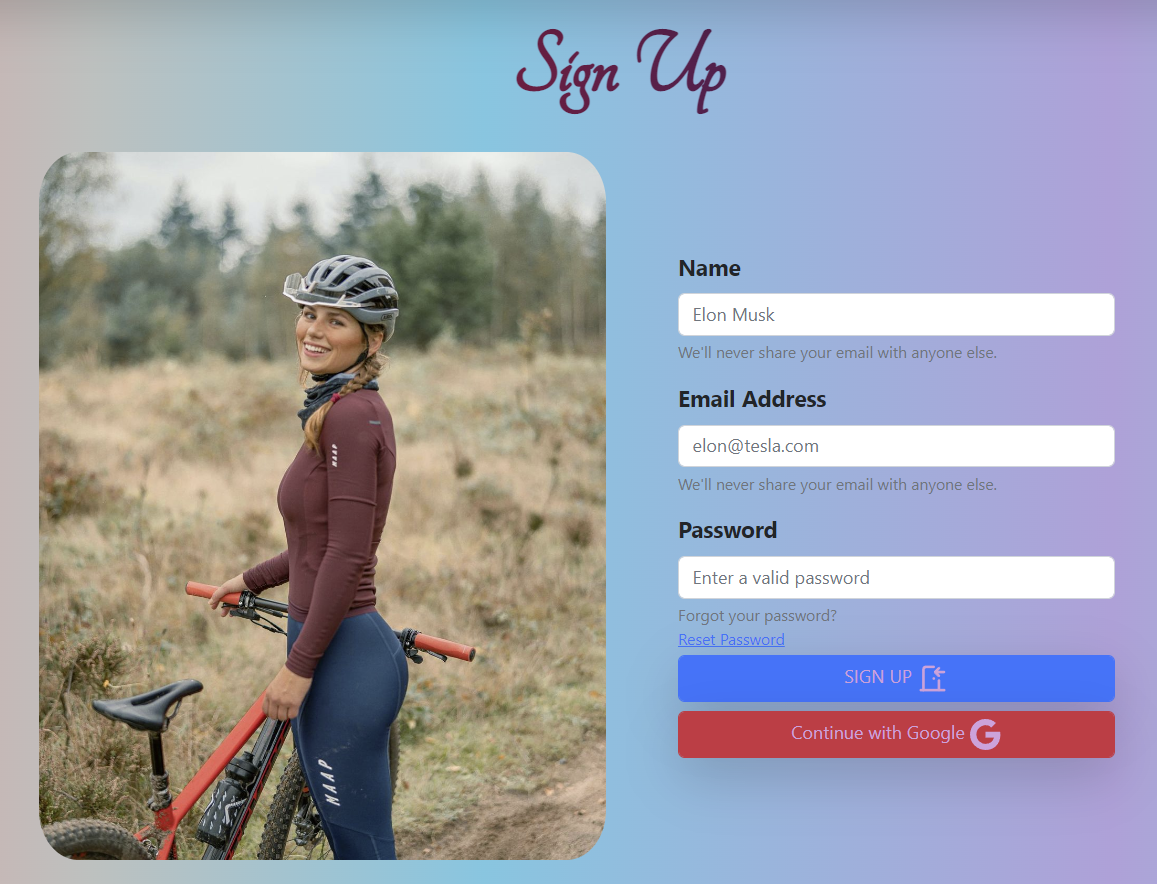 Sign Up
MAAP
MAAP
Name
Elon Musk
We'll never share your email with anyone else.
Email Address
elon@tesla.com
We'll never share your email with anyone else.
Password
Enter a valid password
Forgot your password?
Reset Password
SIGN UP
Continue with Google G